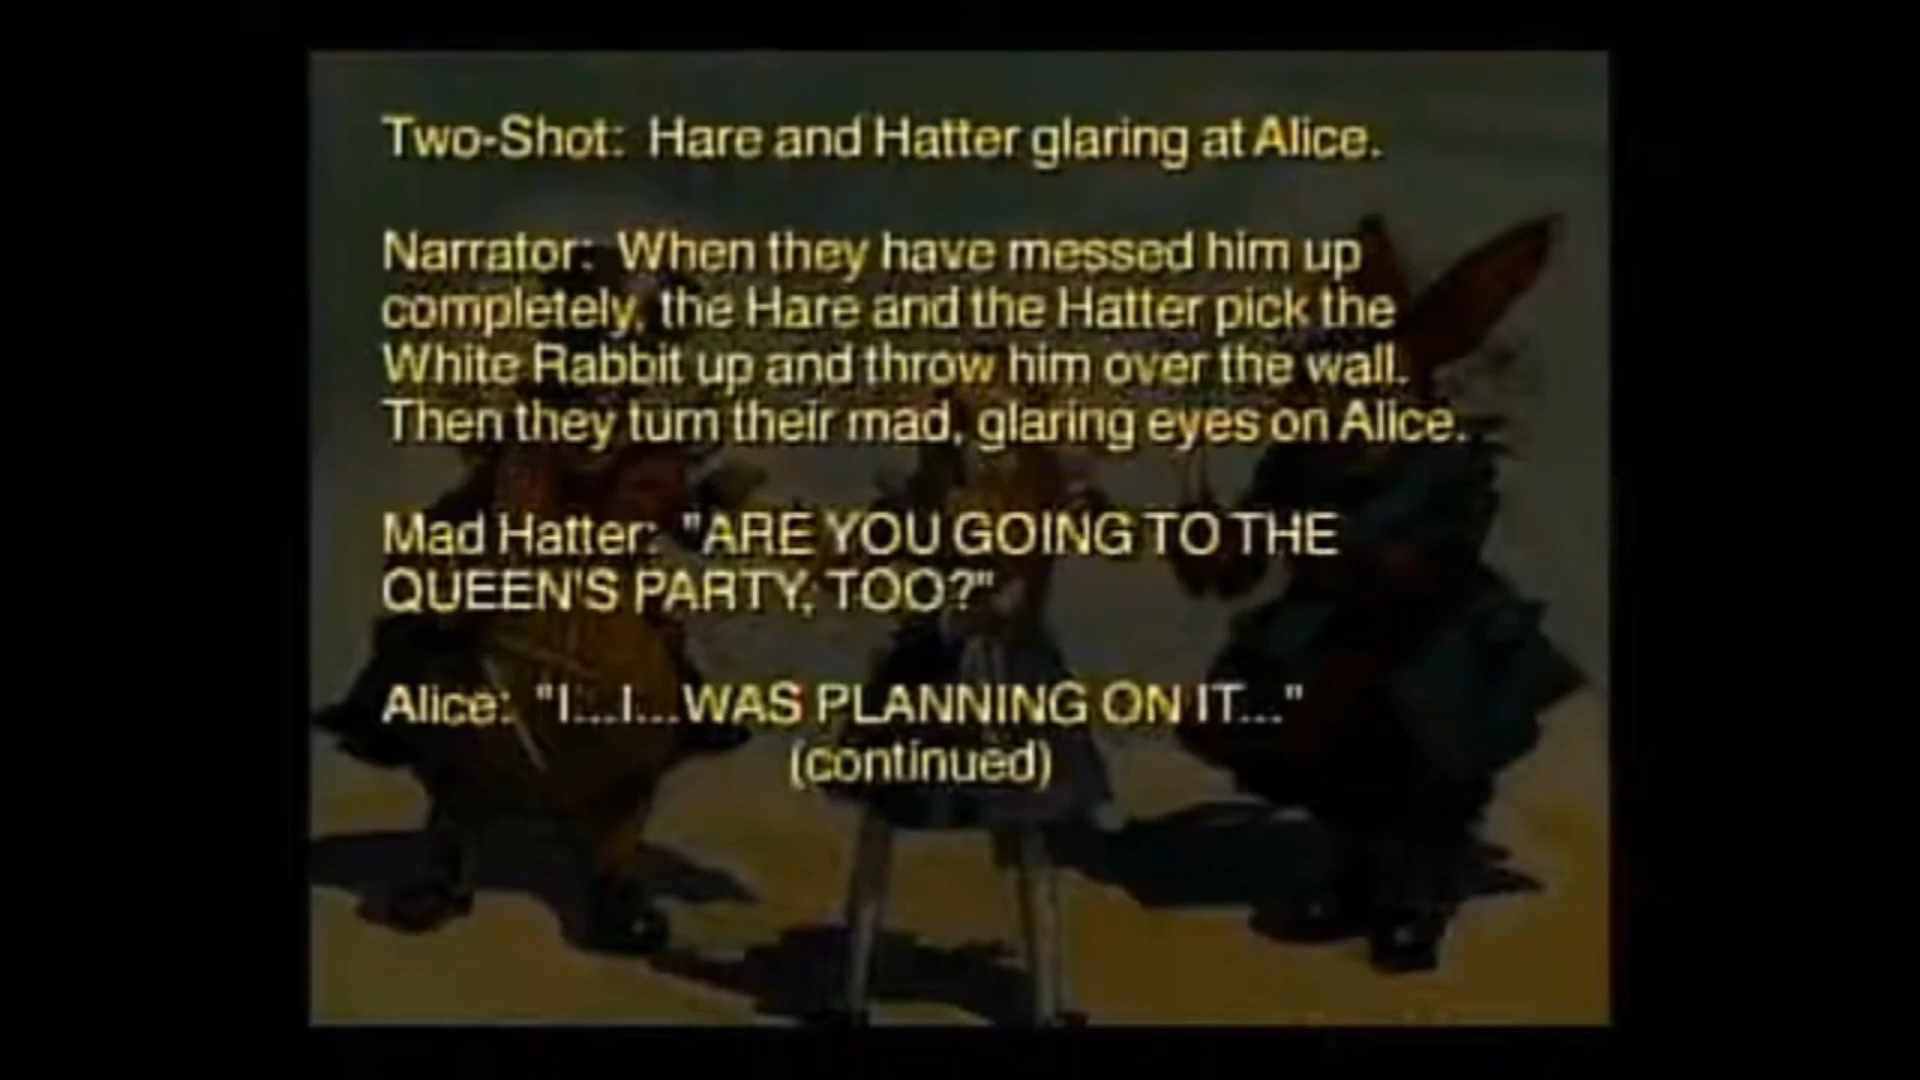 Two-Shot: Hare and Hatter glaring at Alice.
Narrator: When they have messed him up
completely, the Hare and the Hatter pick the
White Rabbit up and throw him over the wall.
Then they turn their mad, glaring eyes on Alice.
Mad Hatter: "ARE YOU GOING TO THE
QUEEN'S PARTY, TOO?"
Alice: "I...I...WAS PLANNING ON IT..."
(continued)